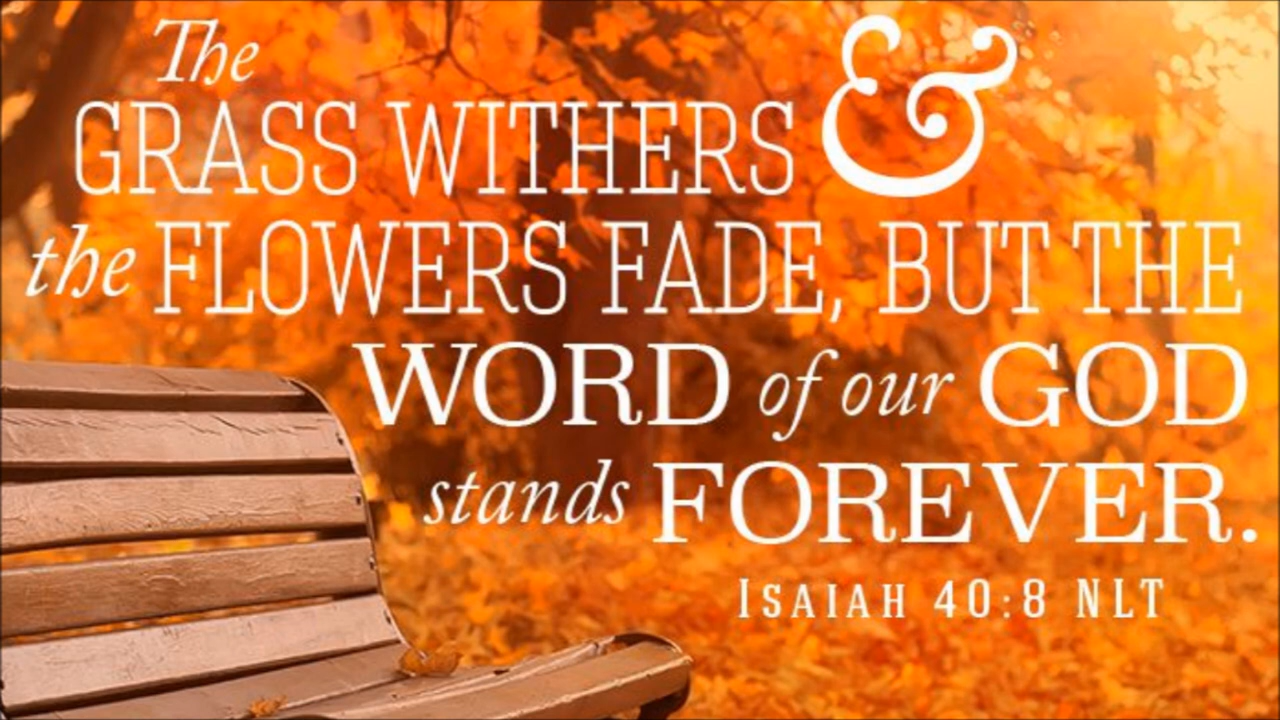 The
GRASS WITHERS &
the FLOWERS FADE, BUT THE
WORD of our GOD
stands FOREVER.
ISAIAH 40:8 NLT